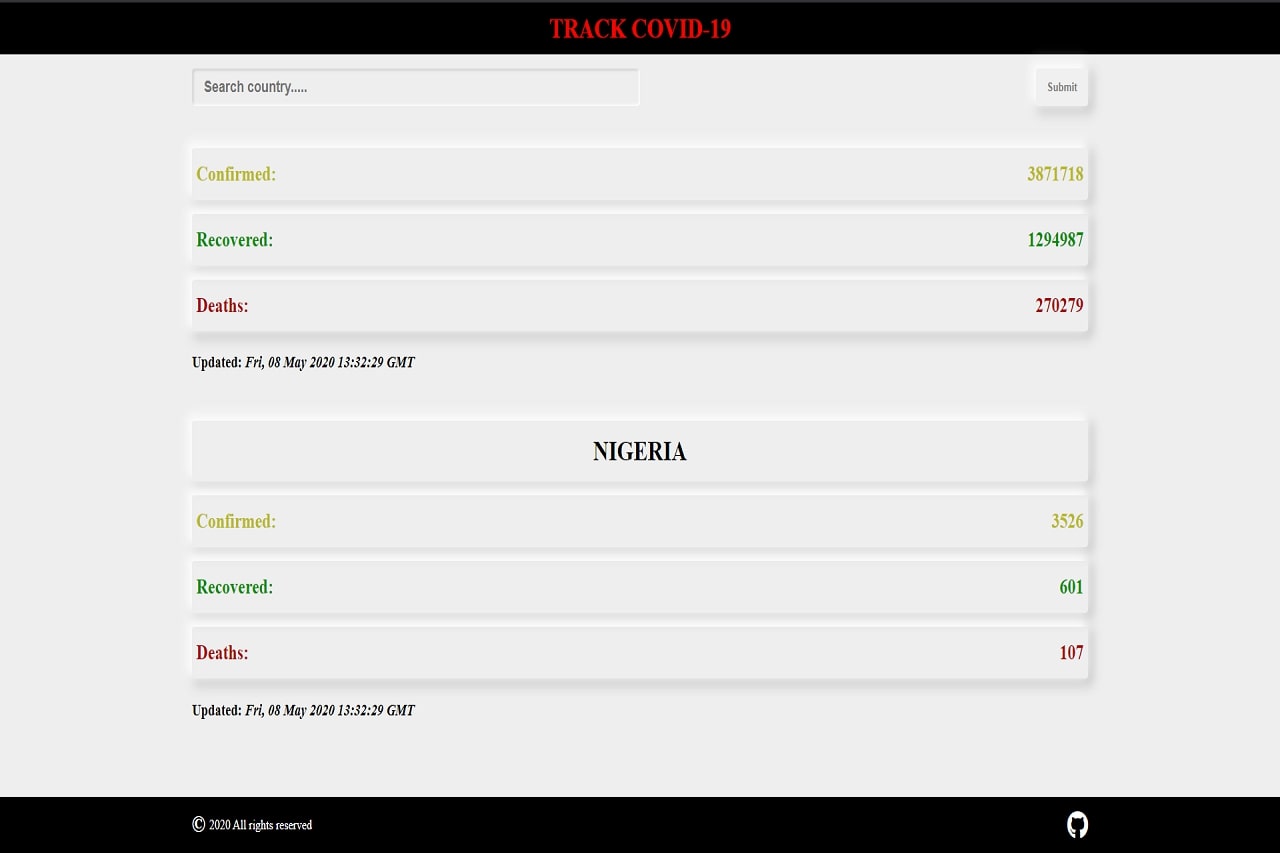 TRACK COVID-19
Search country.....
Submit
Confirmed: 3871718
Recovered: 1294987
Deaths: 270279
Updated: Fri, 08 May 2020 13:32:29 GMT
NIGERIA
Confirmed: 3526
Recovered: 601
Deaths: 107
Updated: Fri, 08 May 2020 13:32:29 GMT
© 2020 All rights reserved